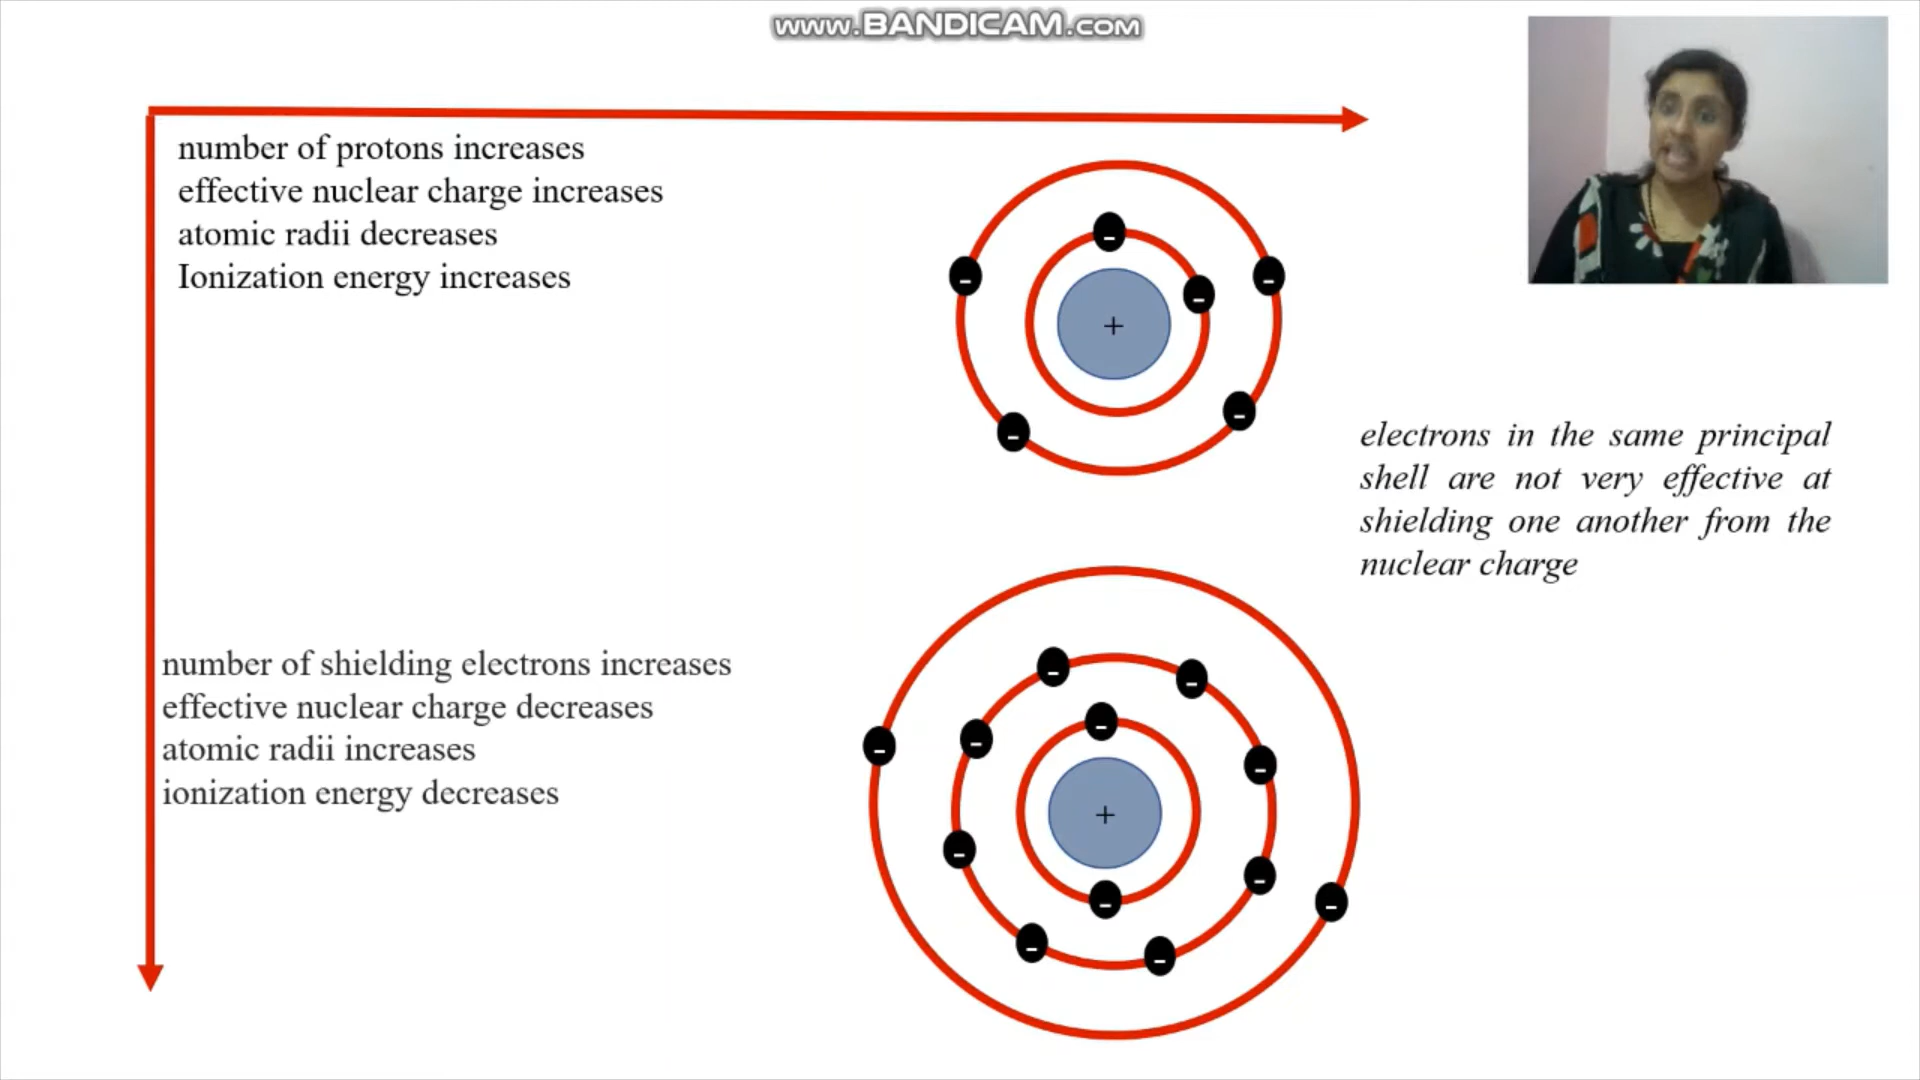 www.BANDICAM.com
number of protons increases
effective nuclear charge increases
atomic radii decreases
Ionization energy increases
electrons in the same principal
shell are not very effective at
shielding one another from the
nuclear charge
number of shielding electrons increases
effective nuclear charge decreases
atomic radii increases
ionization energy decreases